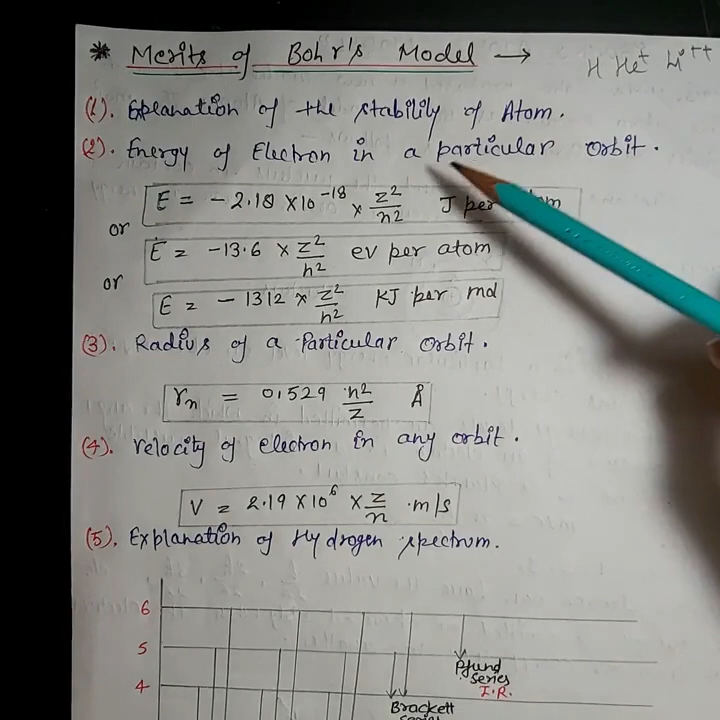 * Merits of Bohr's Model →
H He⁺ Li⁺⁺
(1). Explanation of the stability of Atom.
(2). Energy of Electron in a particular orbit.
E = -2.18 × 10⁻¹⁸ × z²/n² J per
or
E = -13.6 × z²/n² ev per atom
or
E = -1312 × z²/n² KJ per mol
(3). Radius of a Particular orbit.
rₙ = 0.529 n²/z Å
(4). Velocity of electron in any orbit.
V = 2.19 × 10⁶ × z/n m/s
(5). Explanation of Hydrogen spectrum.
6
5
Pfund
Series
I.R.
4
Brackett